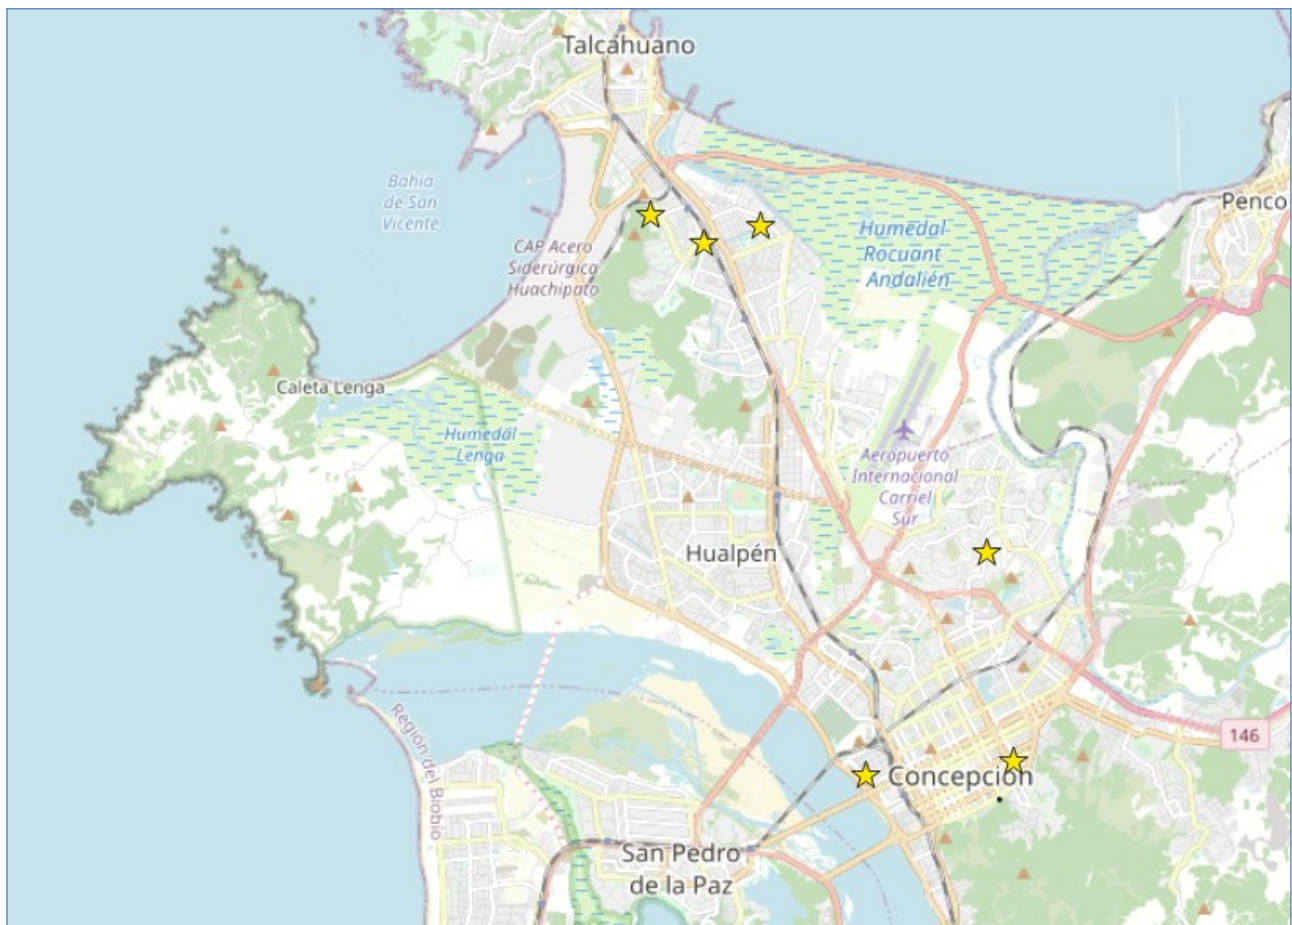 Talcahuano
Bahía
de San
Vicente
Penco
CAP Acero
Siderúrgica
Huachipato
Humedal
Rocuant
Andalién
Caleta Lenga
Humedal
Lenga
Aeropuerto
Internacional
Carriel
Sur
Hualpén
Región del Biobío
146
Concepción
San Pedro
de la Paz